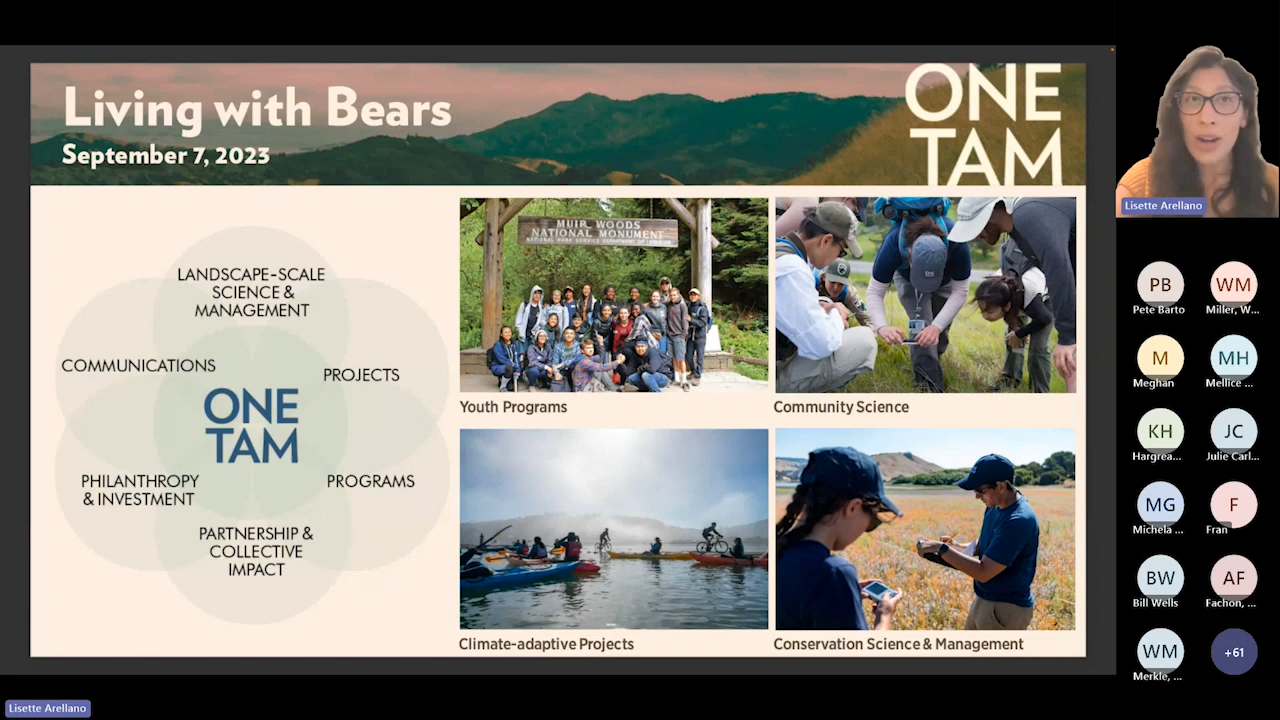 Living with Bears
September 7, 2023
ONE
TAM
LANDSCAPE-SCALE
SCIENCE &
MANAGEMENT
COMMUNICATIONS
PROJECTS
ONE
TAM
PHILANTHROPY
& INVESTMENT
PROGRAMS
PARTNERSHIP &
COLLECTIVE
IMPACT
MUIR WOODS
NATIONAL MONUMENT
Youth Programs
Community Science
Climate-adaptive Projects
Conservation Science & Management
Lisette Arellano
PB
Pete Barto
WM
Miller, W...
M
Meghan
MH
Mellice ...
KH
Hargrea...
JC
Julie Carl...
MG
Michela ...
F
Fran
BW
Bill Wells
AF
Fachon, ...
WM
Merkle, ...
+61
Lisette Arellano